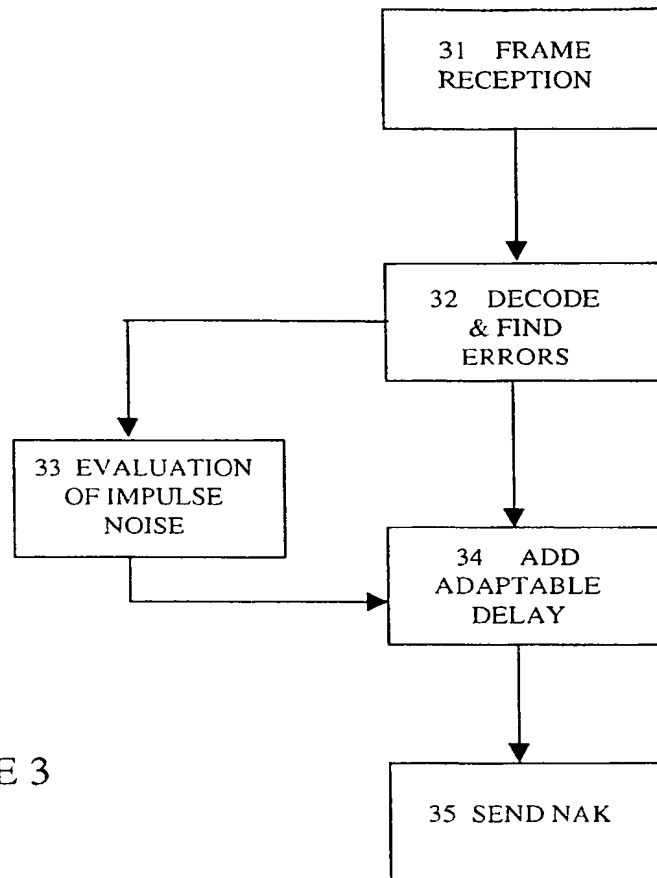 31 FRAME
RECEPTION
32 DECODE
& FIND
ERRORS
33 EVALUATION
OF IMPULSE
NOISE
34 ADD
ADAPTABLE
DELAY
E 3
35 SEND NAK